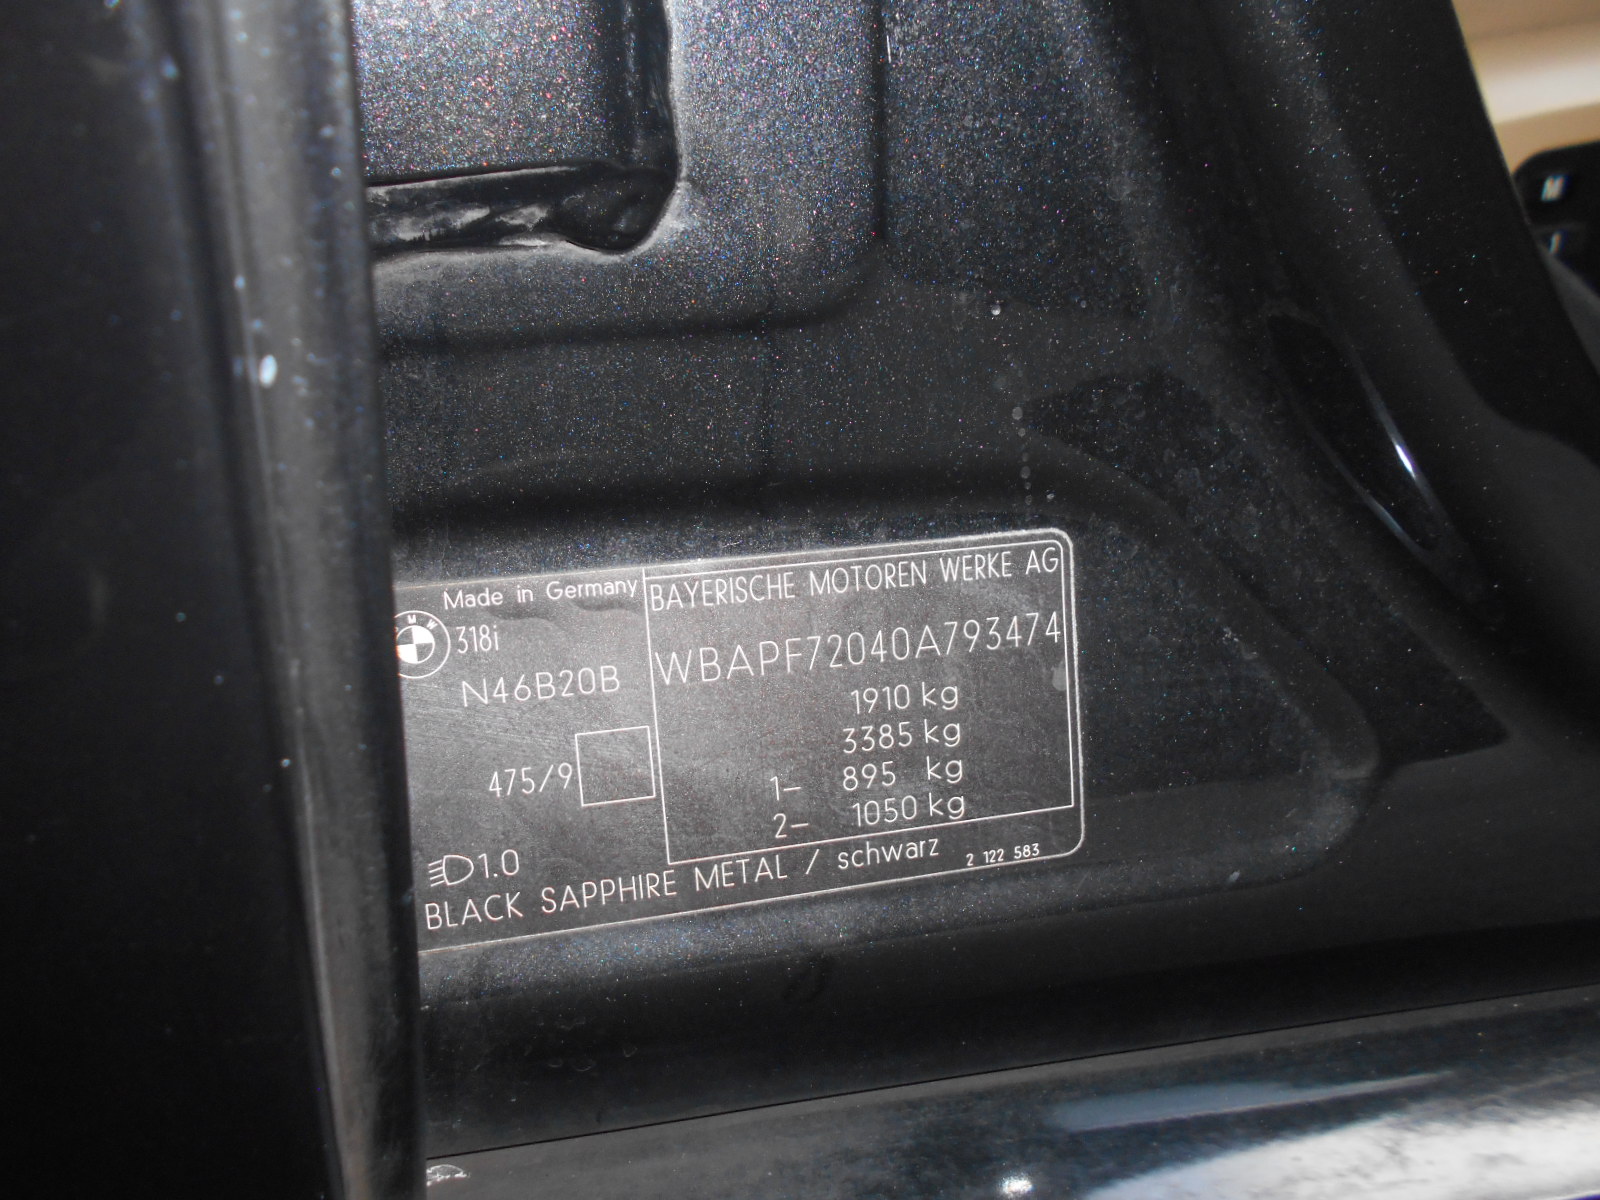 Made in Germany
BMW
318i
N46B20B
475/9
1.0
BAYERISCHE MOTOREN WERKE AG
WBAPF72040A793474
1910 kg
3385 kg
1- 895 kg
2- 1050 kg
BLACK SAPPHIRE METAL / schwarz 2 122 583
M